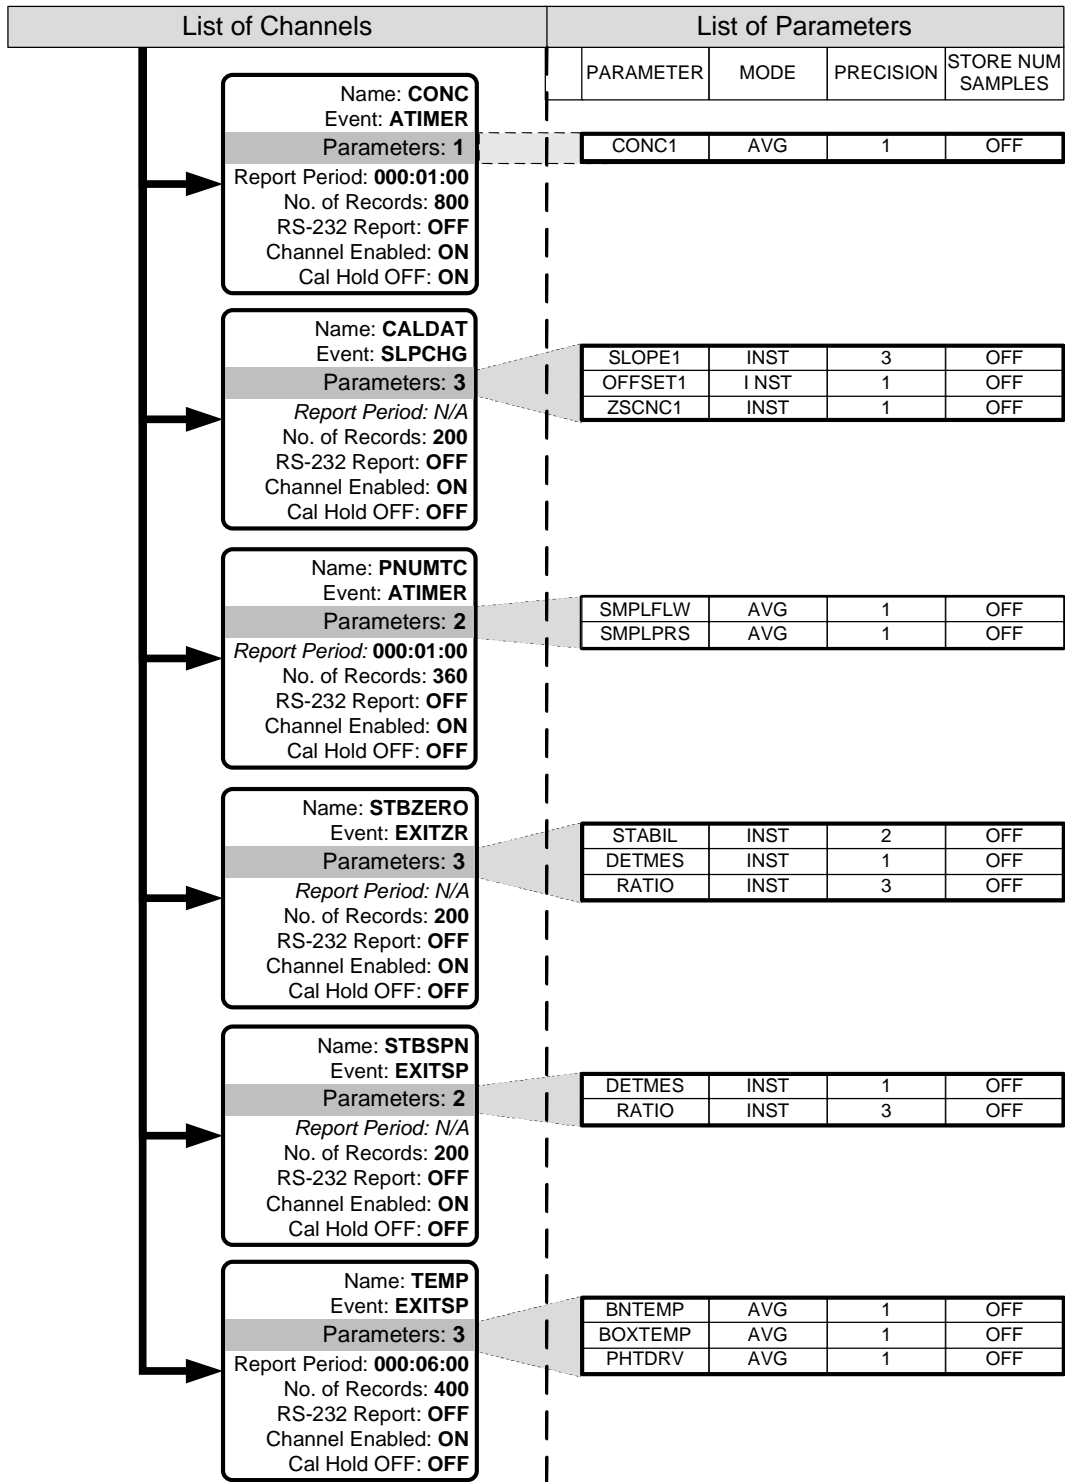 List of Channels
List of Parameters
PARAMETER MODE PRECISION STORE NUM SAMPLES
Name: CONC
Event: ATIMER
Parameters: 1
Report Period: 000:01:00
No. of Records: 800
RS-232 Report: OFF
Channel Enabled: ON
Cal Hold OFF: ON
CONC1 AVG 1 OFF
Name: CALDAT
Event: SLPCHG
Parameters: 3
Report Period: N/A
No. of Records: 200
RS-232 Report: OFF
Channel Enabled: ON
Cal Hold OFF: OFF
SLOPE1 INST 3 OFF
OFFSET1 I NST 1 OFF
ZSCNC1 INST 1 OFF
Name: PNUMTC
Event: ATIMER
Parameters: 2
Report Period: 000:01:00
No. of Records: 360
RS-232 Report: OFF
Channel Enabled: ON
Cal Hold OFF: OFF
SMPLFLW AVG 1 OFF
SMPLPRS AVG 1 OFF
Name: STBZERO
Event: EXITZR
Parameters: 3
Report Period: N/A
No. of Records: 200
RS-232 Report: OFF
Channel Enabled: ON
Cal Hold OFF: OFF
STABIL INST 2 OFF
DETMES INST 1 OFF
RATIO INST 3 OFF
Name: STBSPN
Event: EXITSP
Parameters: 2
Report Period: N/A
No. of Records: 200
RS-232 Report: OFF
Channel Enabled: ON
Cal Hold OFF: OFF
DETMES INST 1 OFF
RATIO INST 3 OFF
Name: TEMP
Event: EXITSP
Parameters: 3
Report Period: 000:06:00
No. of Records: 400
RS-232 Report: OFF
Channel Enabled: ON
Cal Hold OFF: OFF
BNTEMP AVG 1 OFF
BOXTEMP AVG 1 OFF
PHTDRV AVG 1 OFF